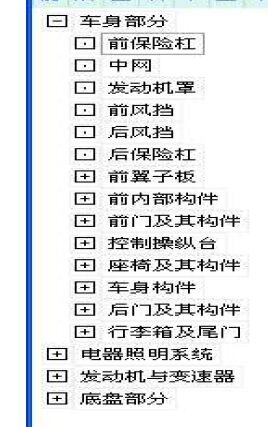 车身部分
前保险杠
中网
发动机罩
前风挡
后风挡
后保险杠
前翼子板
前内部构件
前门及其构件
控制操纵台
座椅及其构件
车身构件
后门及其构件
行李箱及尾门
电器照明系统
发动机与变速器
底盘部分